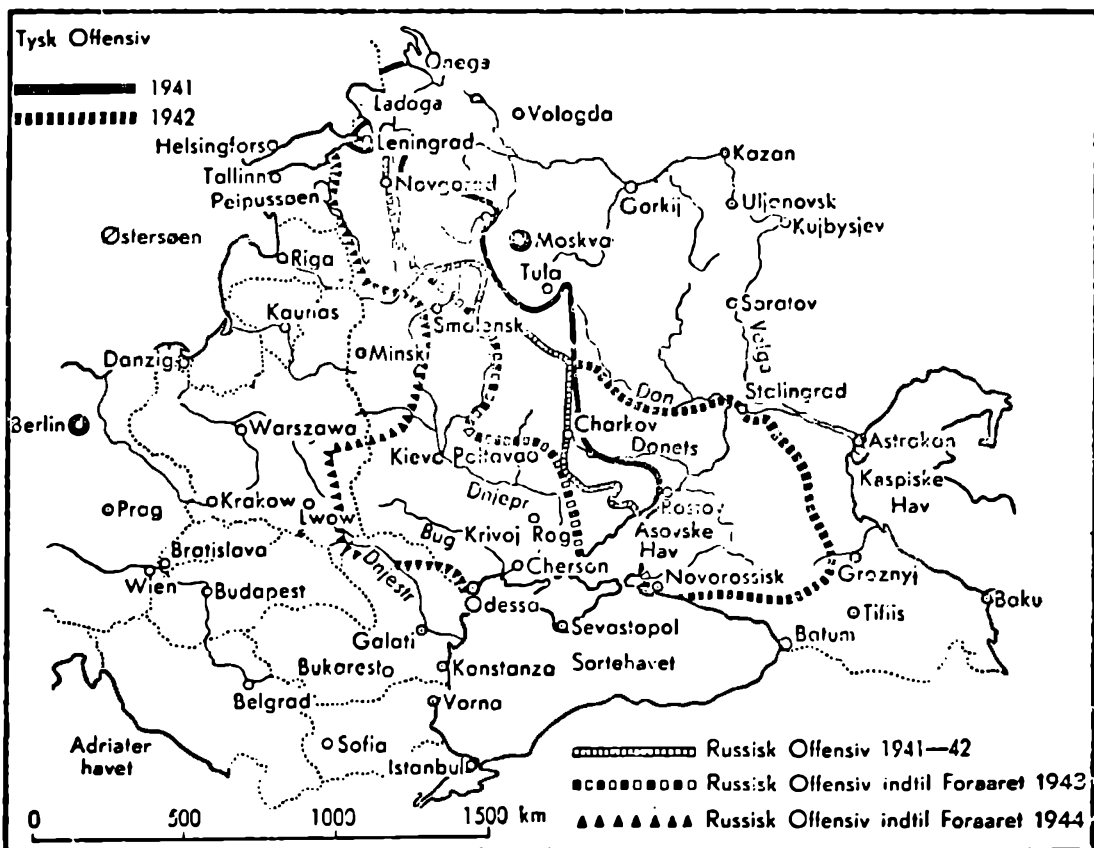 Tysk Offensiv
1941
1942
Onega
Ladoga
Vologda
Helsingfors
Leningrad
Kazan
Tallinn
Novgorod
Peipussøen
Gorkij
Uljanovsk
Kujbysjev
Østersøen
Moskva
Riga
Tula
Saratov
Kaunas
Smolensk
Volga
Minsk
Danzig
Don
Stalingrad
Berlin
Warszawa
Charkov
Astrakan
Donets
Kiev
Poltava
Kaspiske
Hav
Dnjepr
Krakow
Rostov
Prag
Lwow
Bug
Krivoj Rog
Asovske
Hav
Bratislava
Dnjestr
Cherson
Novorossisk
Groznyj
Wien
Budapest
Odessa
Baku
Tiflis
Galati
Sevastopol
Batum
Bukarest
Konstanza
Sortehavet
Belgrad
Varna
Adriater
havet
Sofia
Istanbul
Russisk Offensiv 1941—42
Russisk Offensiv indtil Foraaret 1943
Russisk Offensiv indtil Foraaret 1944
0 500 1000 1500 km